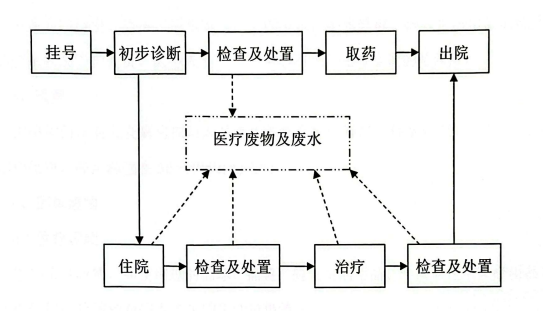 挂号
初步诊断
检查及处置
取药
出院
医疗废物及废水
住院
检查及处置
治疗
检查及处置